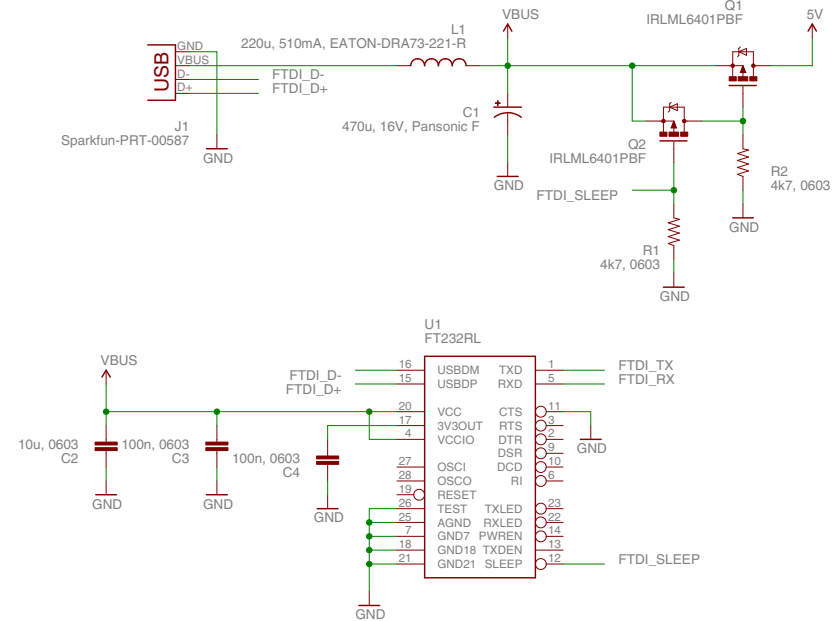 Q1
IRLML6401PBF
5V
VBUS
L1
220u, 510mA, EATON-DRA73-221-R
USB
GND
VBUS
D-
D+
FTDI_D-
FTDI_D+
J1
Sparkfun-PRT-00587
GND
C1
470u, 16V, Pansonic F
GND
Q2
IRLML6401PBF
FTDI_SLEEP
R2
4k7, 0603
GND
R1
4k7, 0603
GND
U1
FT232RL
VBUS
FTDI_D-
FTDI_D+
16 USBDM TXD 1 FTDI_TX
15 USBDP RXD 5 FTDI_RX
20 VCC CTS 11
17 3V3OUT RTS 3
4 VCCIO DTR 2
DSR 9
27 OSCI DCD 10
28 OSCO RI 6
19 RESET
26 TEST TXLED 23
25 AGND RXLED 22
7 GND7 PWREN 14
18 GND18 TXDEN 13
21 GND21 SLEEP 12 FTDI_SLEEP
GND
10u, 0603
C2
GND
100n, 0603
C3
GND
100n, 0603
C4
GND
GND